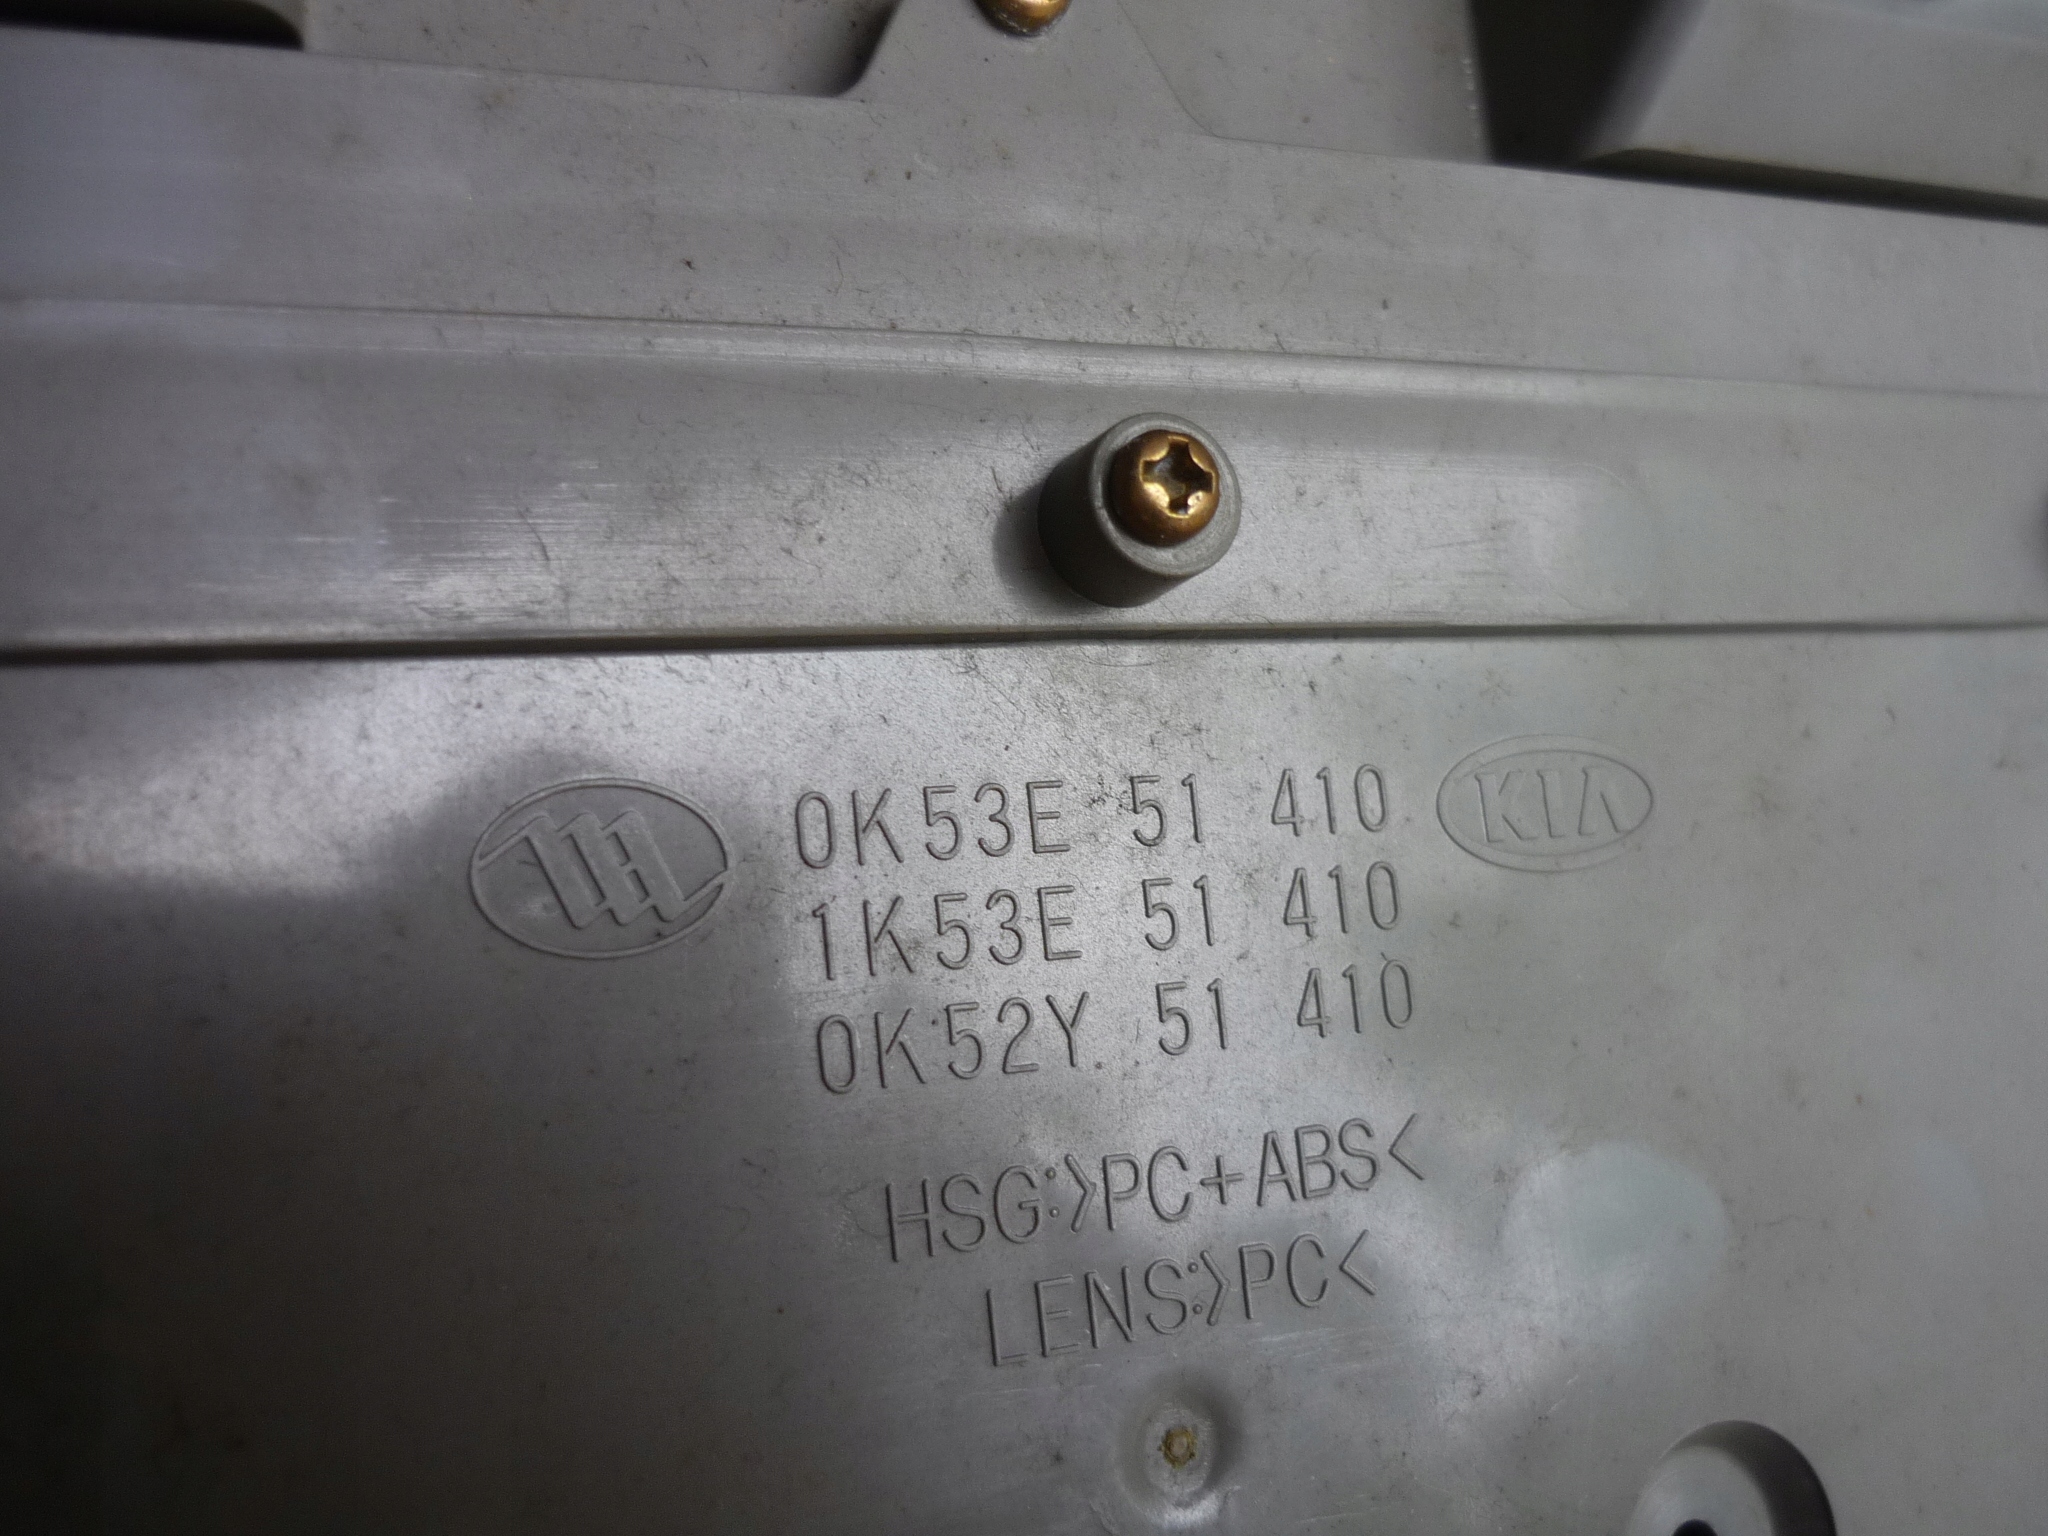 0K53E 51 410 KIA
1K53E 51 410
0K52Y 51 410
HSG:>PC+ABS<
LENS:>PC<